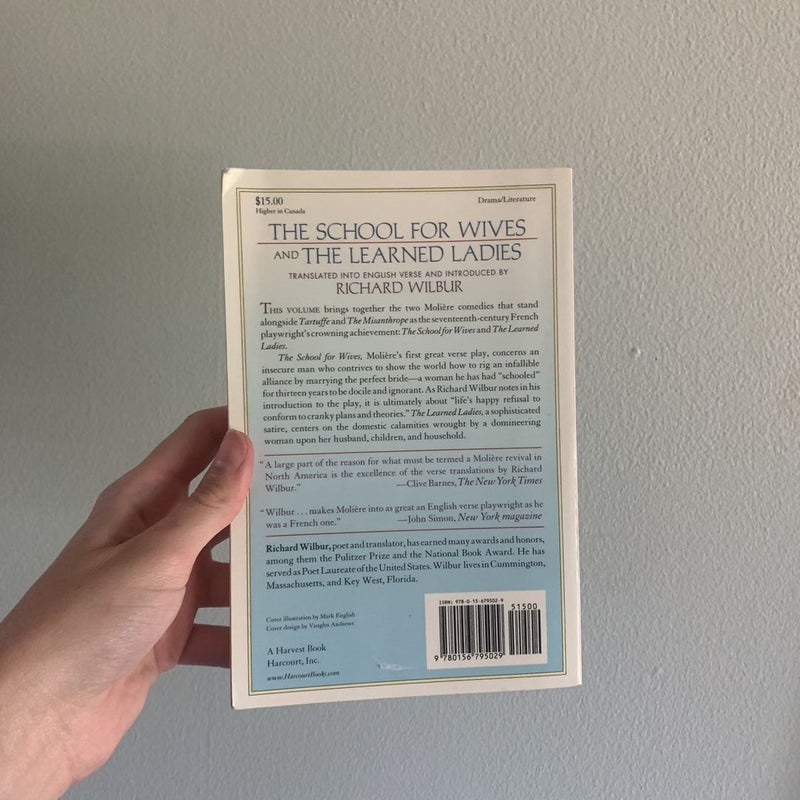 $15.00
Drama/Literature
Higher in Canada
THE SCHOOL FOR WIVES
AND THE LEARNED LADIES
TRANSLATED INTO ENGLISH VERSE AND INTRODUCED BY
RICHARD WILBUR
THIS VOLUME brings together the two Molière comedies that stand
alongside Tartuffe and The Misanthrope as the seventeenth-century French
playwright's crowning achievement: The School for Wives and The Learned
Ladies.
The School for Wives, Molière's first great verse play, concerns an
insecure man who contrives to show the world how to rig an infallible
alliance by marrying the perfect bride—a woman he has had "schooled"
for thirteen years to be docile and ignorant. As Richard Wilbur notes in his
introduction to the play, it is ultimately about "life's happy refusal to
conform to cranky plans and theories." The Learned Ladies, a sophisticated
satire, centers on the domestic calamities wrought by a domineering
woman upon her husband, children, and household.
"A large part of the reason for what must be termed a Molière revival in
North America is the excellence of the verse translations by Richard
Wilbur." —Clive Barnes, The New York Times
"Wilbur ... makes Molière into as great an English verse playwright as he
was a French one." —John Simon, New York magazine
Richard Wilbur, poet and translator, has earned many awards and honors,
among them the Pulitzer Prize and the National Book Award. He has
served as Poet Laureate of the United States. Wilbur lives in Cummington,
Massachusetts, and Key West, Florida.
Cover illustration by Mark English
Cover design by Vaughn Andrews
A Harvest Book
Harcourt, Inc.
www.HarcourtBooks.com
ISBN: 978-0-15-679502-9
51500
9 780156 795029